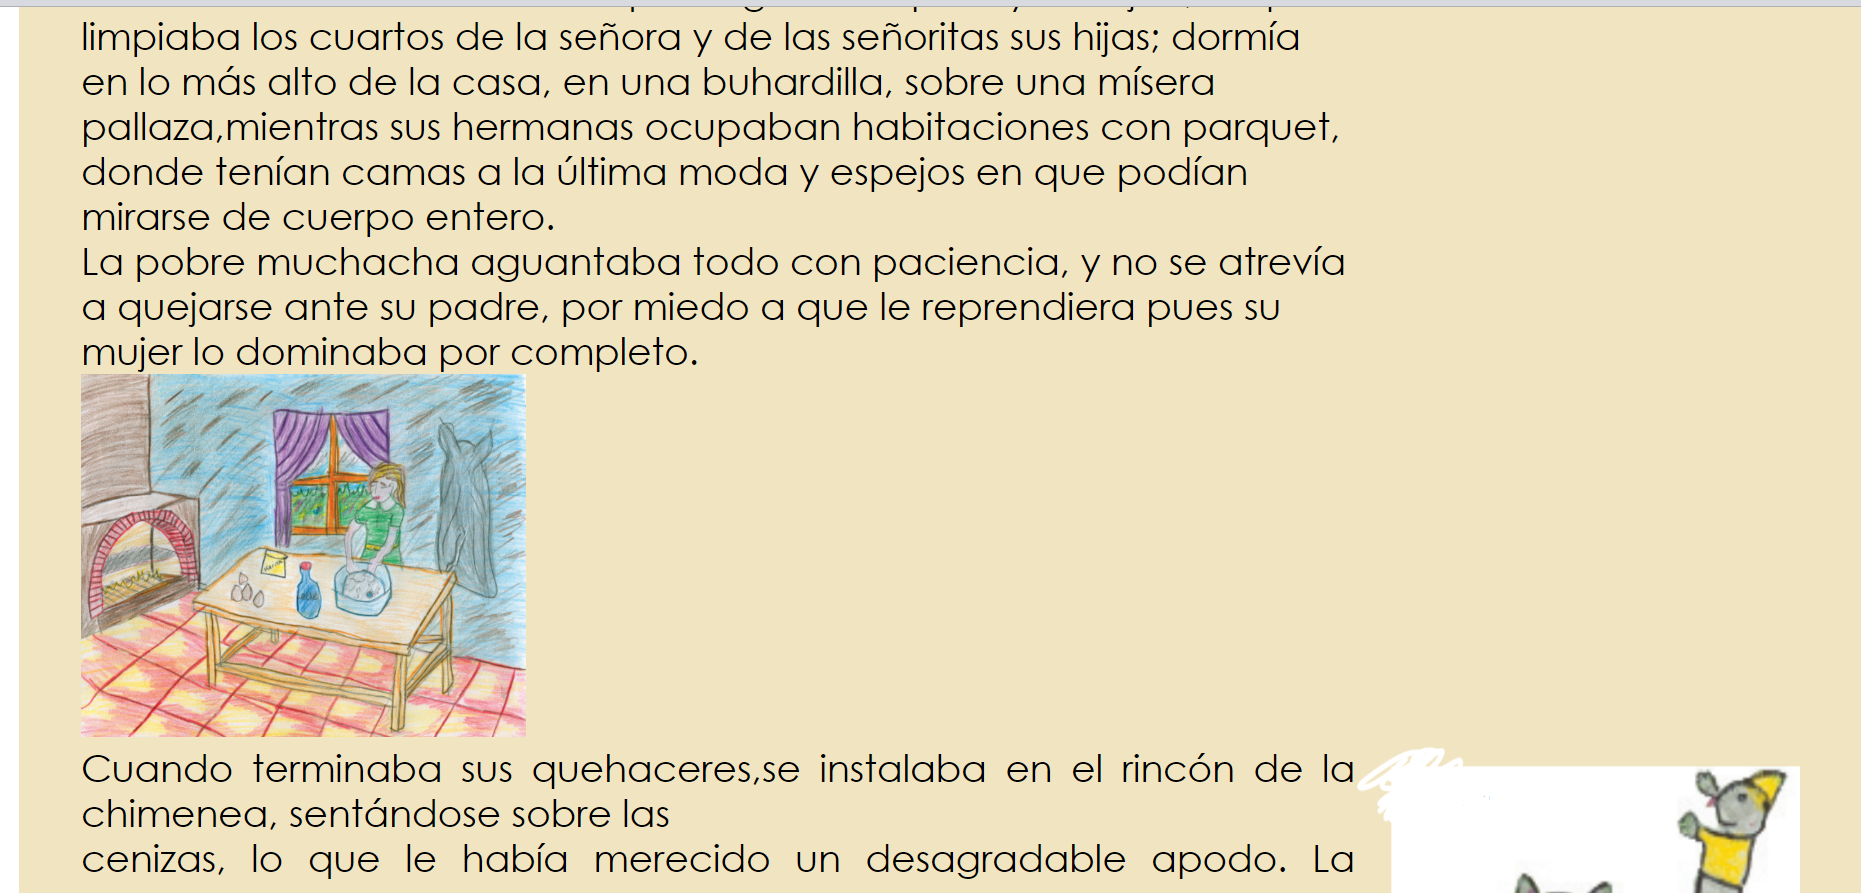 limpiaba los cuartos de la señora y de las señoritas sus hijas; dormía
en lo más alto de la casa, en una buhardilla, sobre una mísera
pallaza,mientras sus hermanas ocupaban habitaciones con parquet,
donde tenían camas a la última moda y espejos en que podían
mirarse de cuerpo entero.
La pobre muchacha aguantaba todo con paciencia, y no se atrevía
a quejarse ante su padre, por miedo a que le reprendiera pues su
mujer lo dominaba por completo.
Cuando terminaba sus quehaceres,se instalaba en el rincón de la
chimenea, sentándose sobre las
cenizas, lo que le había merecido un desagradable apodo. La